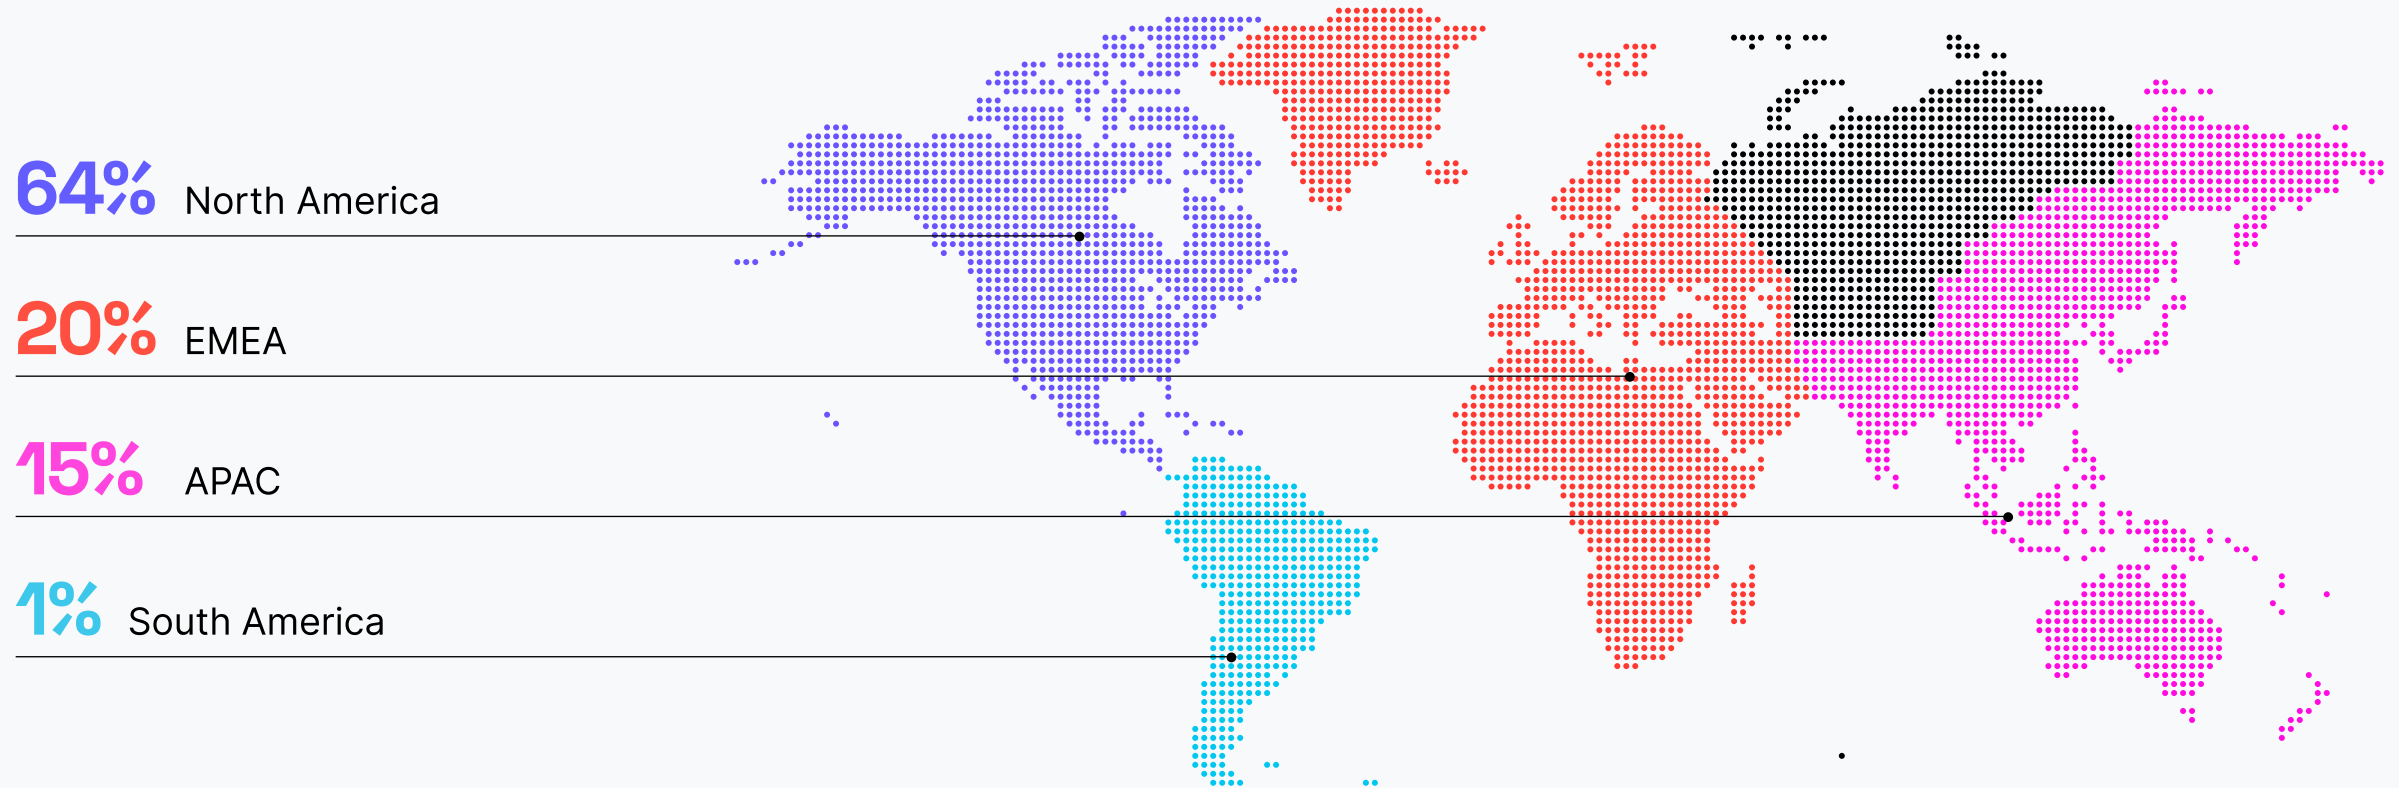 64% North America
20% EMEA
15% APAC
1% South America